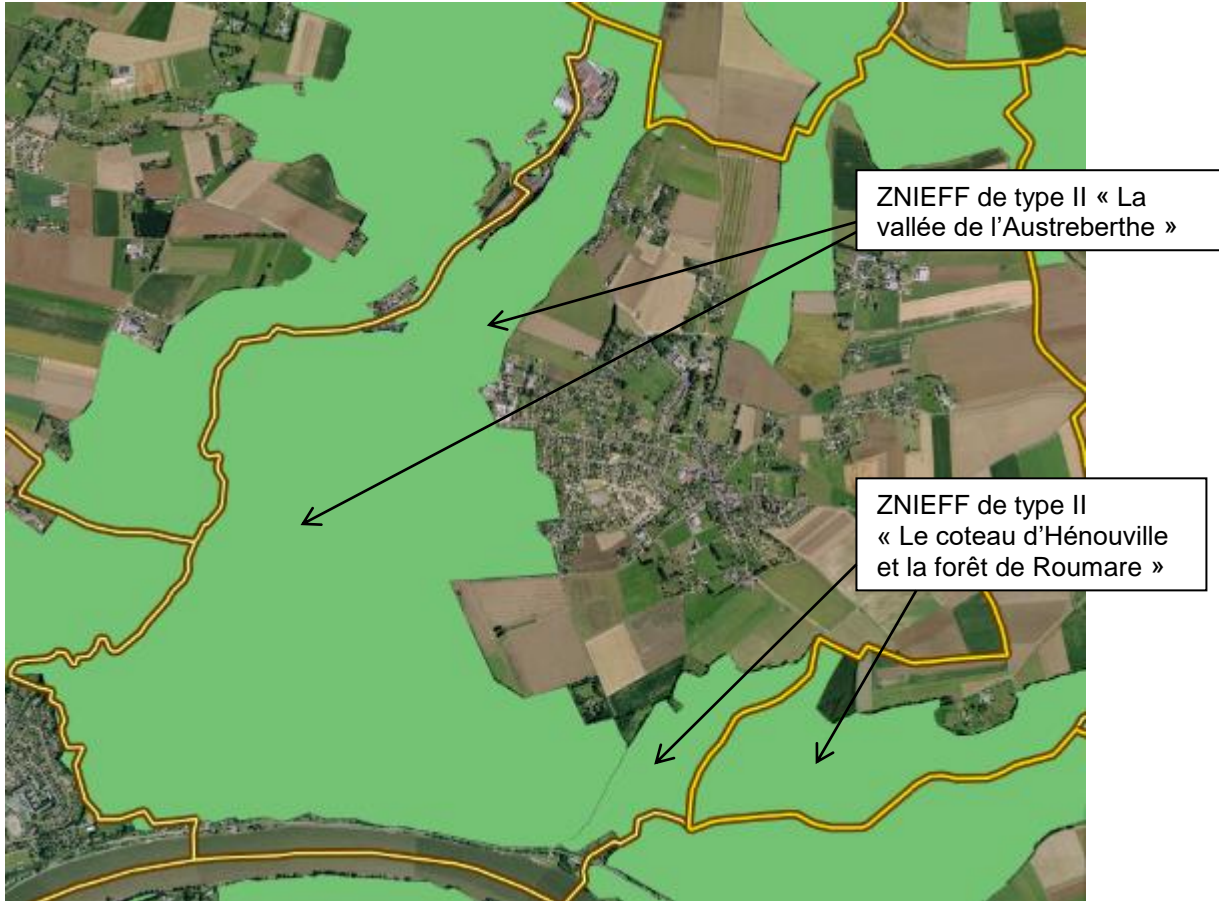 ZNIEFF de type II « La
vallée de l’Austreberthe »
ZNIEFF de type II
« Le coteau d’Hénouville
et la forêt de Roumare »